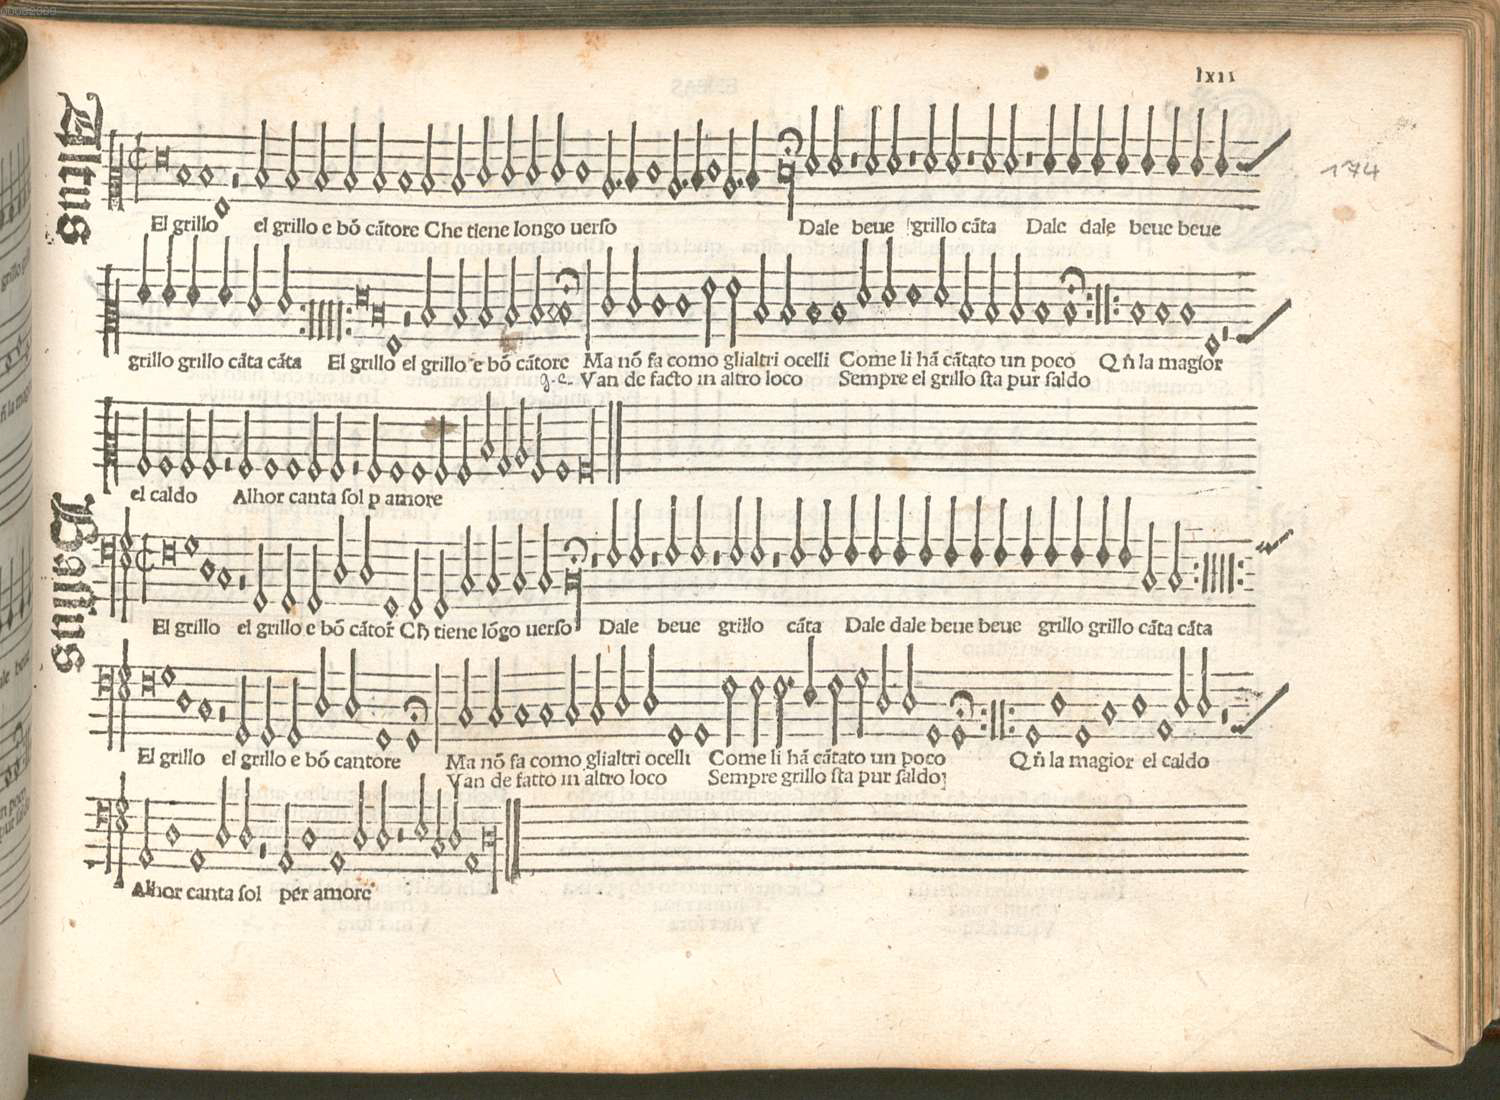 lxii
174
Altus
El grillo el grillo e bõ cãtore Che tiene longo uerso Dale beue grillo cãta Dale dale beue beue
grillo grillo cãta cãta El grillo el grillo e bõ cãtore Ma nõ fa como glialtri ocelli Come li hã cãtato un poco Qñ la magior
Van de facto in altro loco Sempre el grillo sta pur saldo
el caldo Alhor canta sol p amore
Bassus
El grillo el grillo e bõ cãtor Ch tiene lõgo uerso Dale beue grillo cãta Dale dale beue beue grillo grillo cãta cãta
El grillo el grillo e bõ cantore Ma nõ fa como glialtri ocelli Come li hã cãtato un poco Qñ la magior el caldo
Van de fatto in altro loco Sempre grillo sta pur saldo
Alhor canta sol per amore